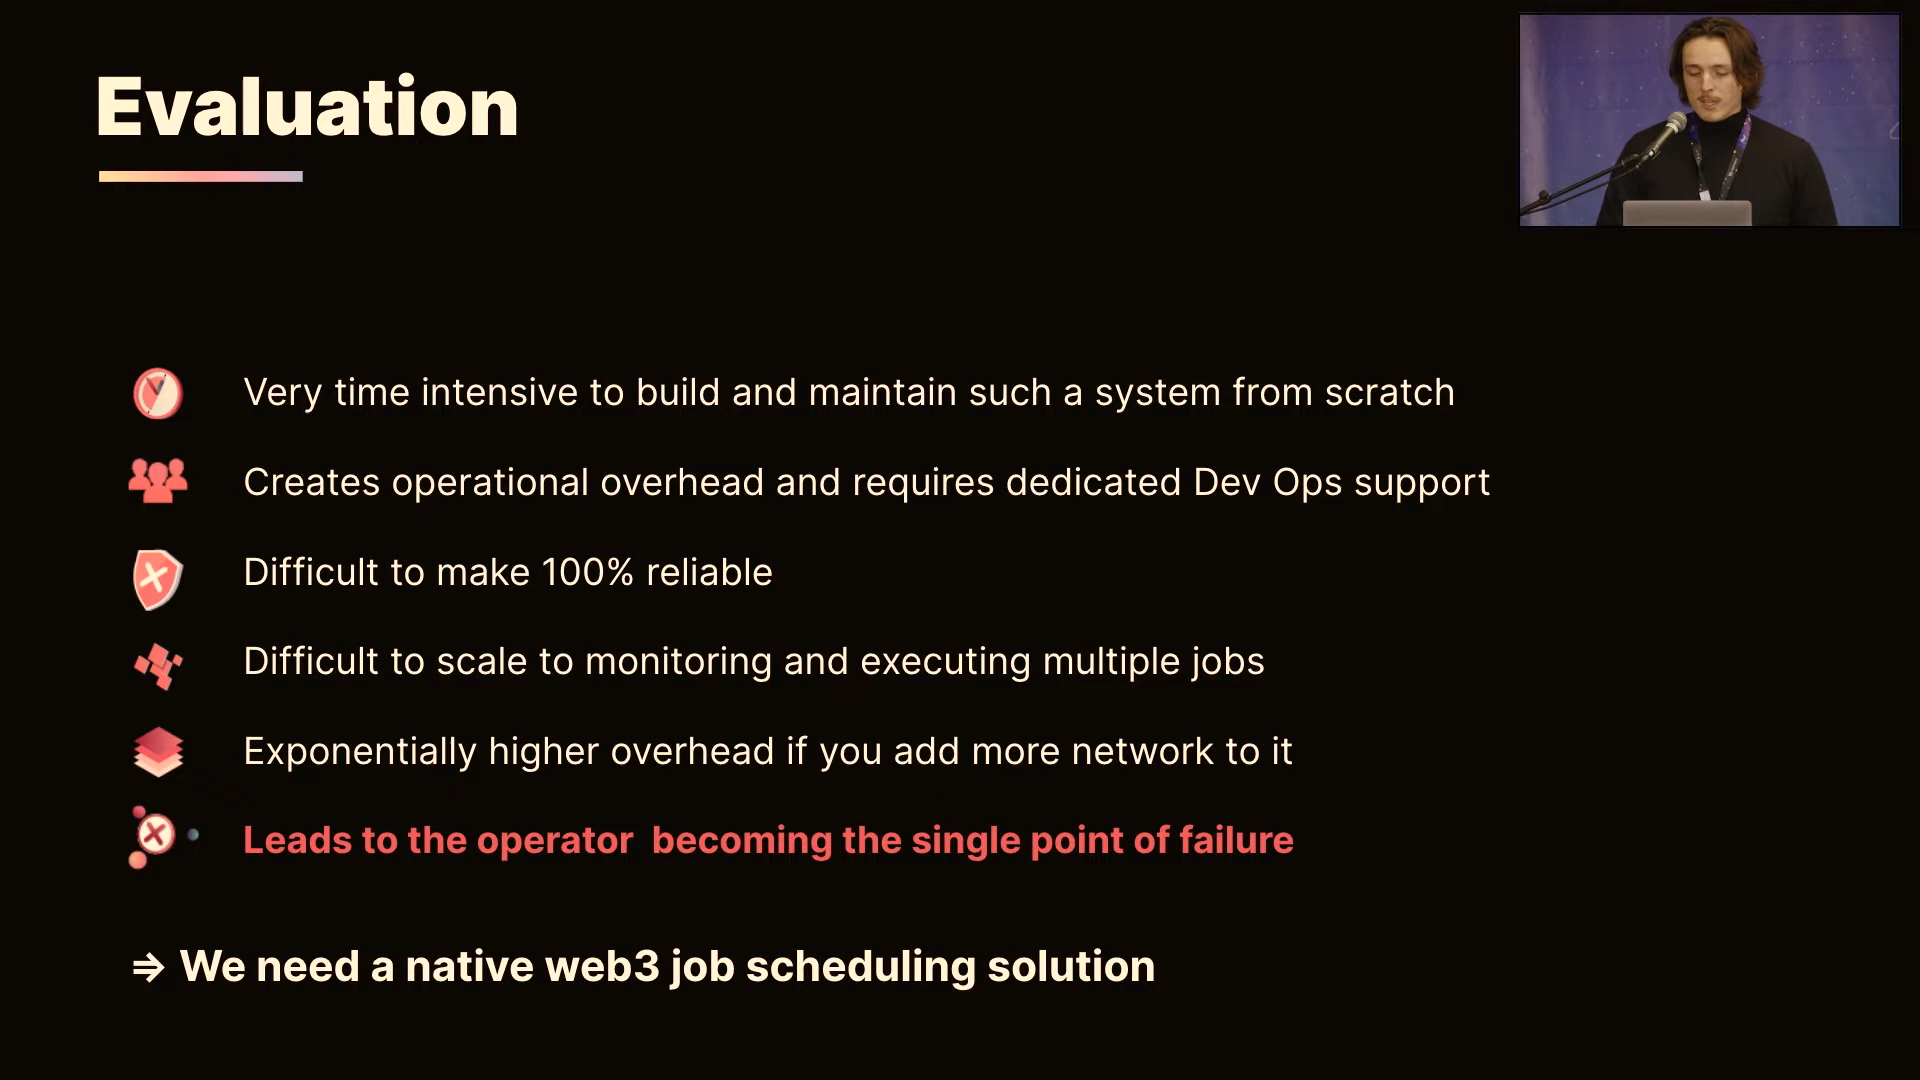 Evaluation
Very time intensive to build and maintain such a system from scratch
Creates operational overhead and requires dedicated Dev Ops support
Difficult to make 100% reliable
Difficult to scale to monitoring and executing multiple jobs
Exponentially higher overhead if you add more network to it
Leads to the operator  becoming the single point of failure
⇒ We need a native web3 job scheduling solution